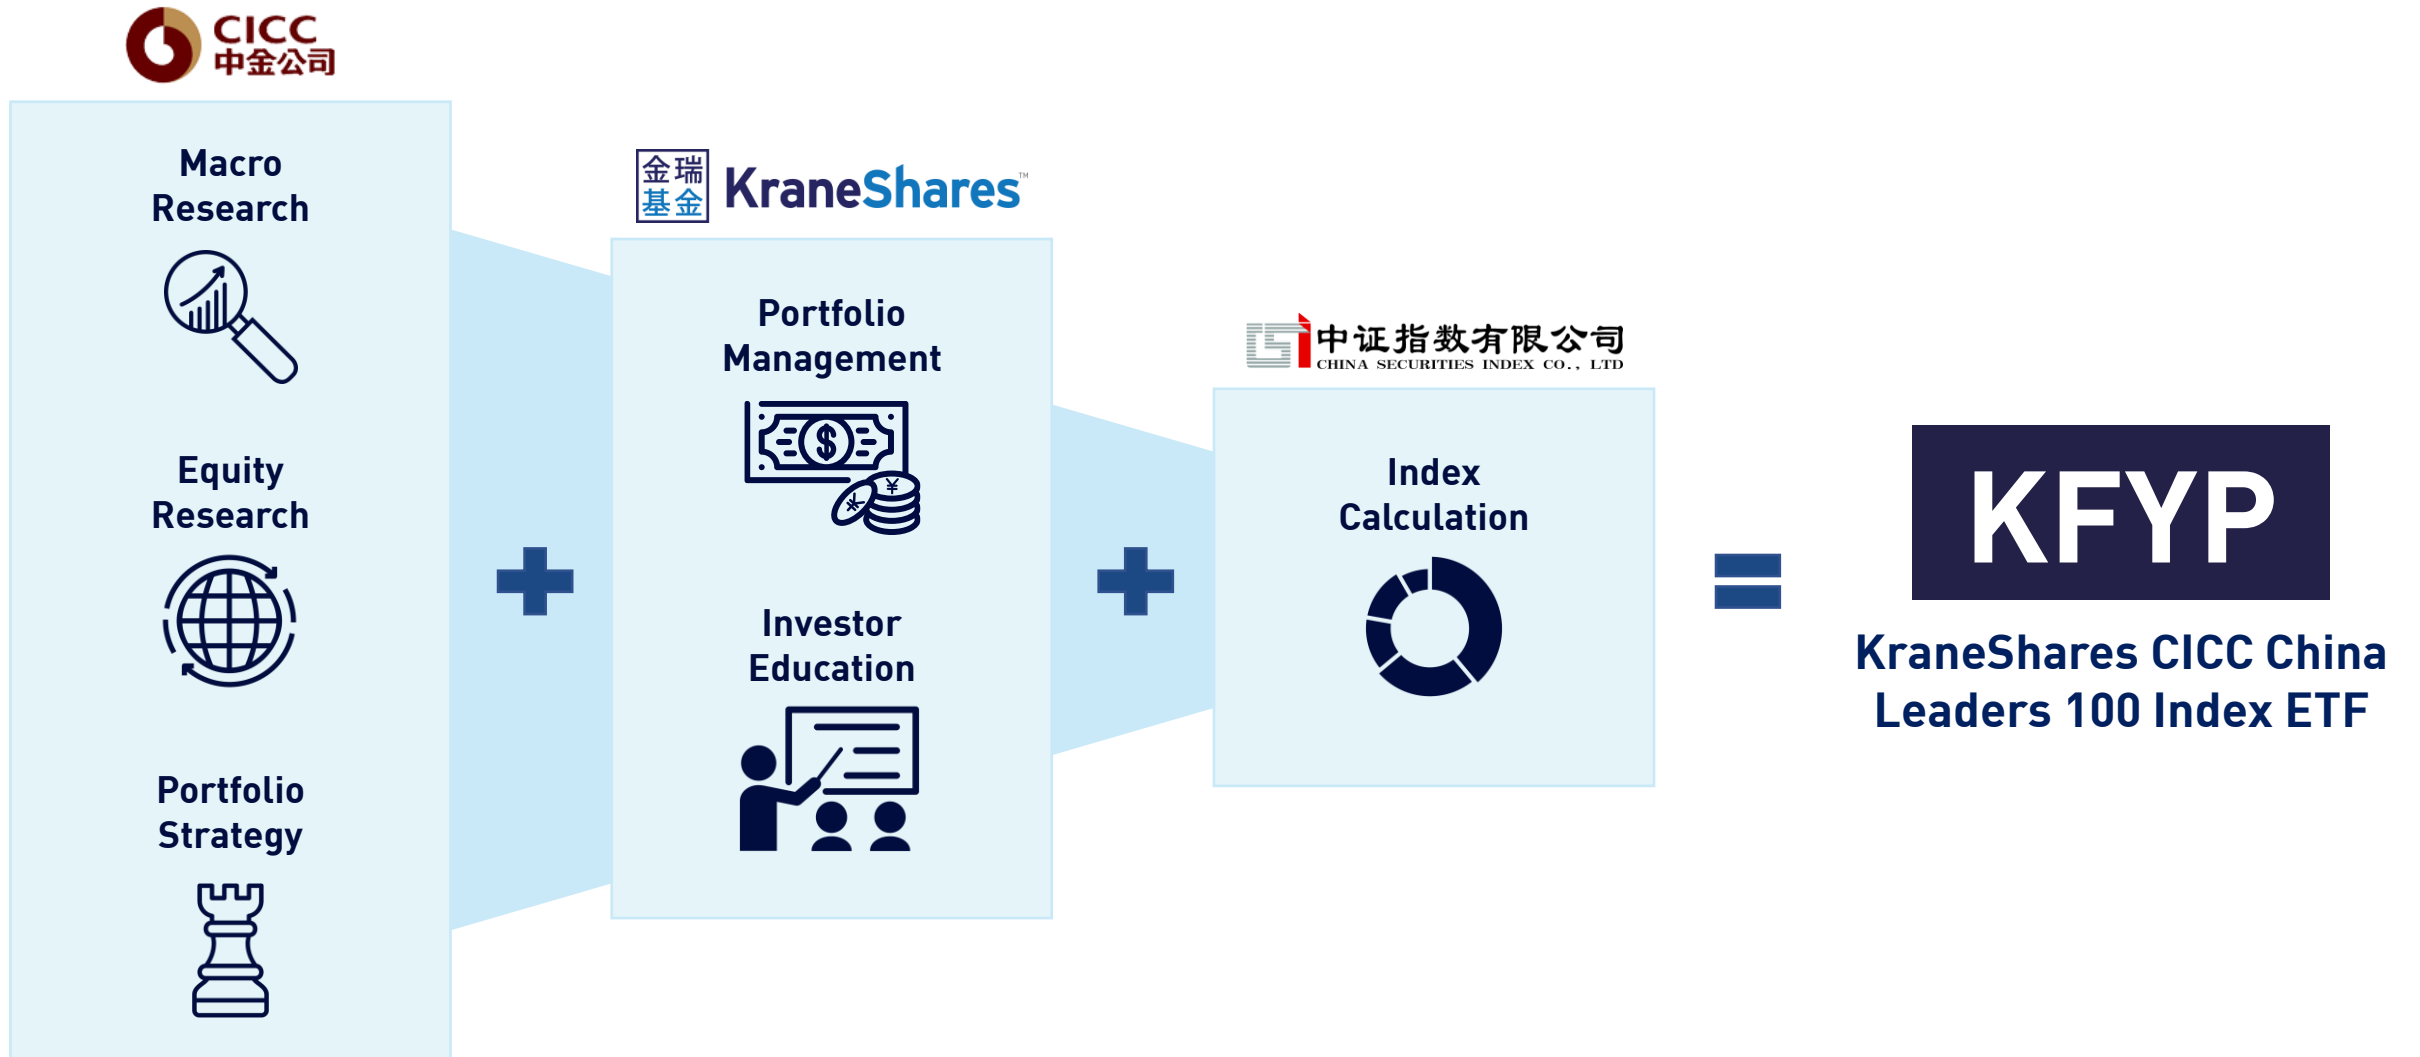 CICC
中金公司
Macro
Research
Equity
Research
Portfolio
Strategy
金瑞
基金
KraneShares™
Portfolio
Management
$
¥
¥
Investor
Education
中证指数有限公司
CHINA SECURITIES INDEX CO., LTD
Index
Calculation
KFYP
KraneShares CICC China
Leaders 100 Index ETF